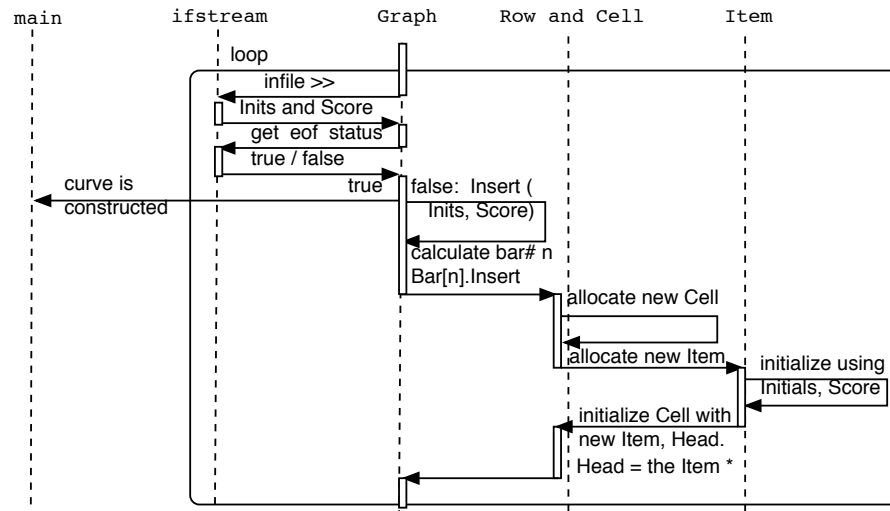 main ifstream Graph Row and Cell Item
loop
infile >>
Inits and Score
get eof status
true / false
curve is
constructed
true
false: Insert (
Inits, Score)
calculate bar# n
Bar[n].Insert
allocate new Cell
allocate new Item
initialize using
Initials, Score
initialize Cell with
new Item, Head.
Head = the Item *